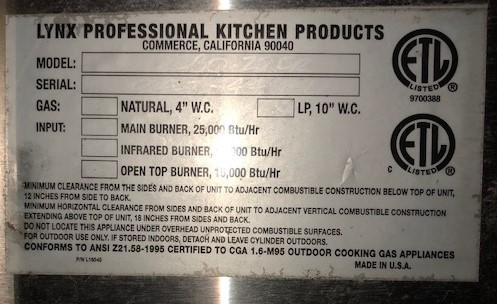 LYNX PROFESSIONAL KITCHEN PRODUCTS
COMMERCE, CALIFORNIA 90040
MODEL:
SERIAL:
GAS: NATURAL, 4" W.C. LP, 10" W.C.
INPUT: MAIN BURNER, 25,000 Btu/Hr
INFRARED BURNER, 000 Btu/Hr
OPEN TOP BURNER, 15,000 Btu/Hr
ETL
LISTED
®
9700388
ETL
C LISTED ®
MINIMUM CLEARANCE FROM THE SIDES AND BACK OF UNIT TO ADJACENT COMBUSTIBLE CONSTRUCTION BELOW TOP OF UNIT,
12 INCHES FROM SIDE TO BACK.
MINIMUM HORIZONTAL CLEARANCE FROM SIDES AND BACK OF UNIT TO ADJACENT VERTICAL COMBUSTIBLE CONSTRUCTION
EXTENDING ABOVE TOP OF UNIT, 18 INCHES FROM SIDES AND BACK.
DO NOT LOCATE THIS APPLIANCE UNDER OVERHEAD UNPROTECTED COMBUSTIBLE SURFACES.
FOR OUTDOOR USE ONLY. IF STORED INDOORS, DETACH AND LEAVE CYLINDER OUTDOORS.
CONFORMS TO ANSI Z21.58-1995 CERTIFIED TO CGA 1.6-M95 OUTDOOR COOKING GAS APPLIANCES
P/N L16040 MADE IN U.S.A.